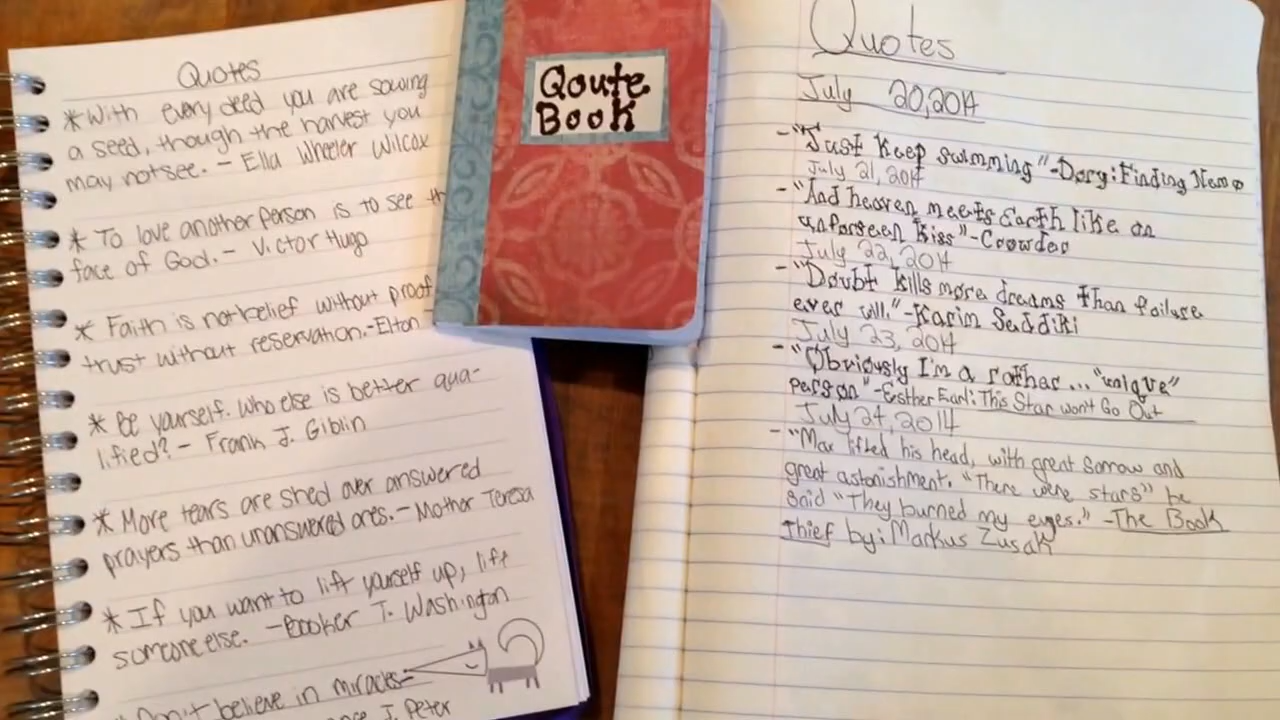 Quotes
*With every deed you are sowing
a seed, though the harvest you
may not see. - Ella Wheeler Wilcox
* To love another person is to see th
face of God. - Victor Hugo
* Faith is not belief without proof
trust without reservation.-Elton -
* Be yourself. Who else is better qua-
lified? - Frank J. Giblin
* More tears are shed over answered
prayers than unanswered ones. - Mother Teresa
* If you want to lift yourself up, lift
someone else. -Booker T. Washington
Don't believe in miracles-
J. Peter
Qoute
Book
Quotes
July 20,2014
- "Just Keep swimming"-Dory:Finding Nemo
July 21, 2014
- "And heaven meets Earth like an
unforseen kiss"-Crowder
July 22, 2014
- "Doubt kills more dreams than failure
ever will."-Karim Seddiki
July 23, 2014
- "Obviously I'm a rather... "uniqve"
person"-Esther Earl: This Star won't Go Out
July 24, 2014
- "Max lifted his head, with great sorrow and
great astonishment. "There were stars" he
said "They burned my eyes." -The Book
Thief by: Markus Zusak